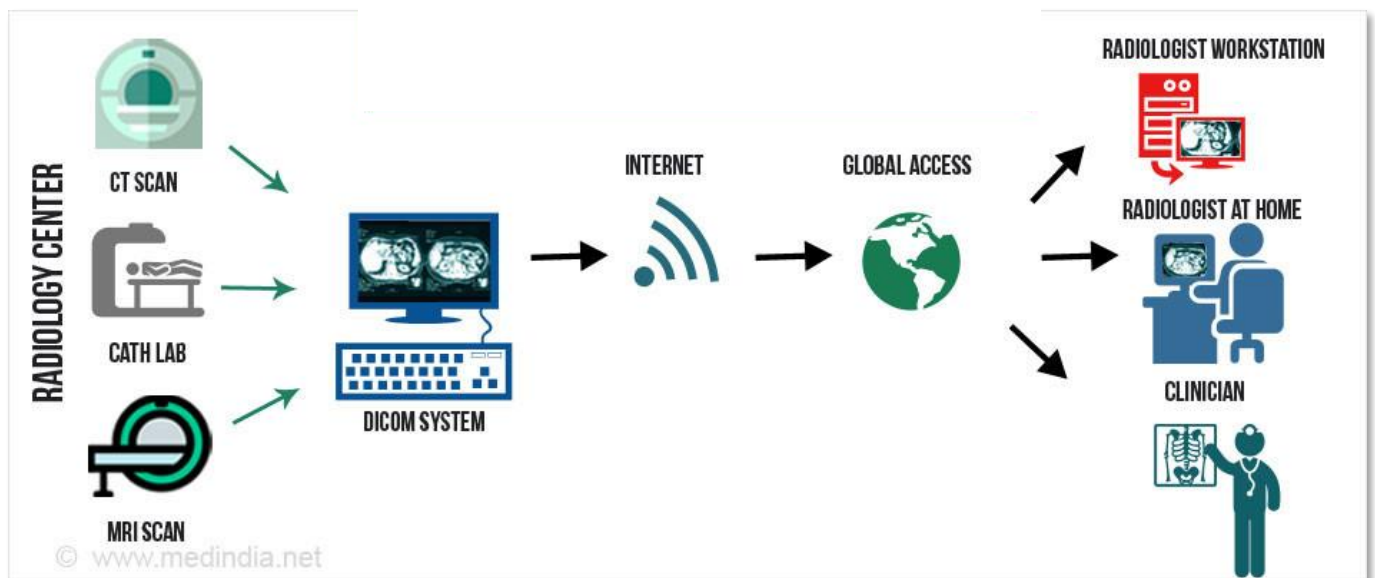 RADIOLOGY CENTER
CT SCAN
CATH LAB
MRI SCAN
DICOM SYSTEM
INTERNET
GLOBAL ACCESS
RADIOLOGIST WORKSTATION
RADIOLOGIST AT HOME
CLINICIAN
© www.medindia.net